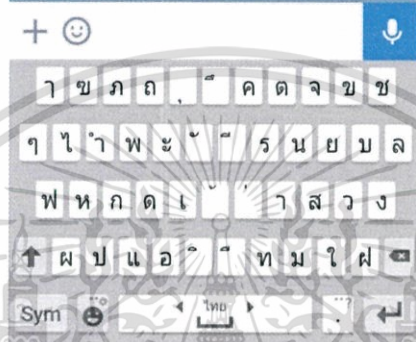 ๅ ข ภ ถ ุ ึ ค ต จ ข ช
ๆ ไ ำ พ ะ ั ี ร น ย บ ล
ฟ ห ก ด เ ้ ่ า ส ว ง
ผ ป แ อ ิ ื ท ม ใ ฝ
Sym ไทย . ...?